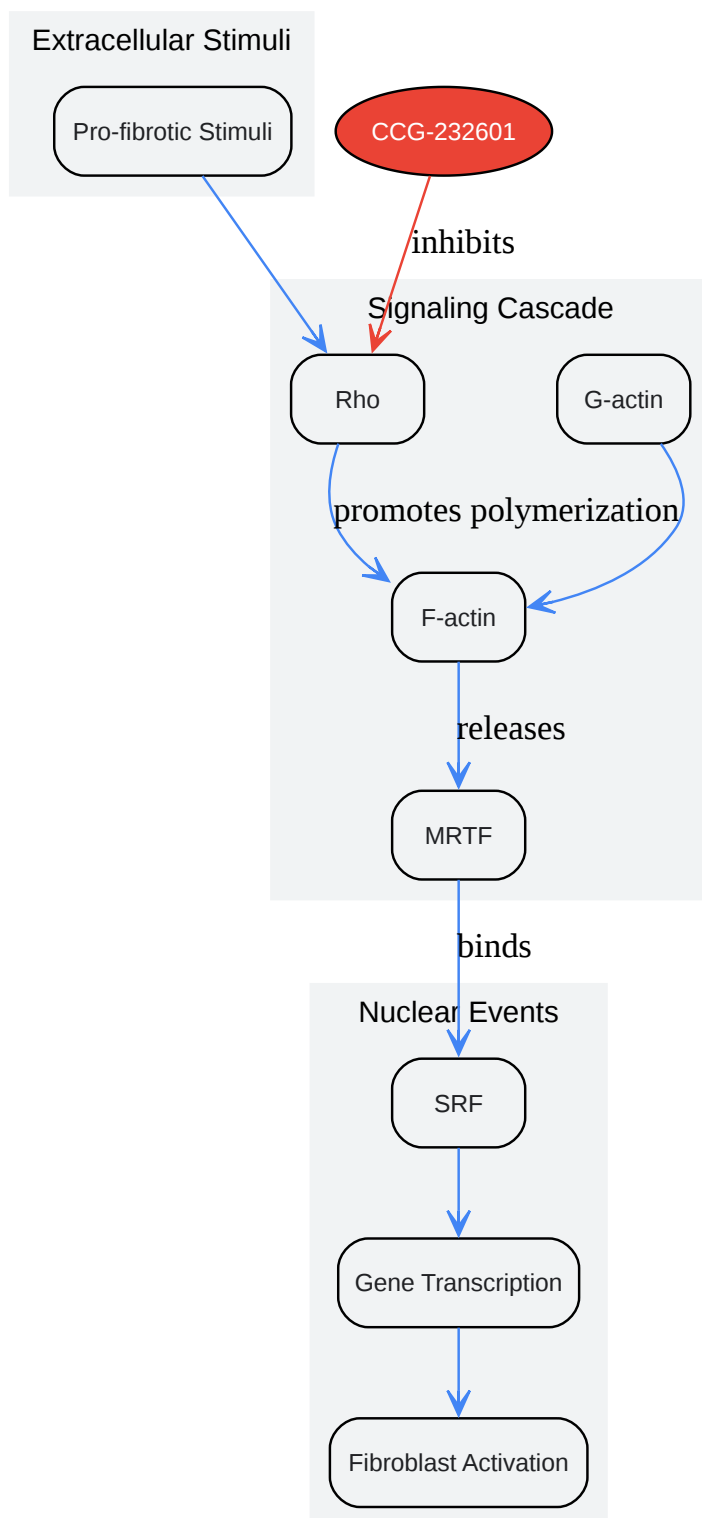 Extracellular Stimuli
Pro-fibrotic Stimuli
CCG-232601
inhibits
Signaling Cascade
Rho
G-actin
promotes polymerization
F-actin
releases
MRTF
binds
Nuclear Events
SRF
Gene Transcription
Fibroblast Activation